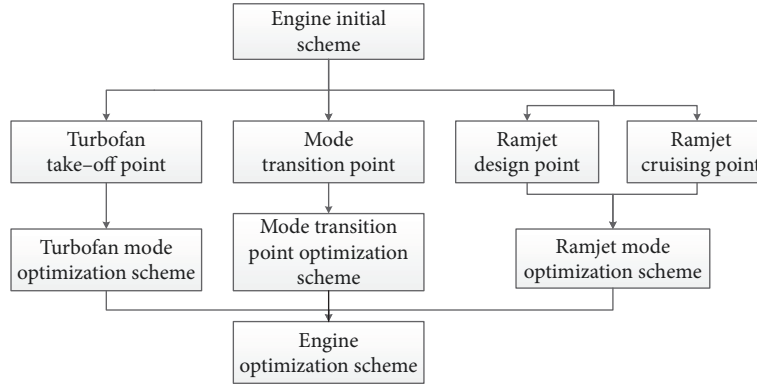 Engine initial
scheme
Turbofan
take–off point
Mode
transition point
Ramjet
design point
Ramjet
cruising point
Turbofan mode
optimization scheme
Mode transition
point optimization
scheme
Ramjet mode
optimization scheme
Engine
optimization scheme